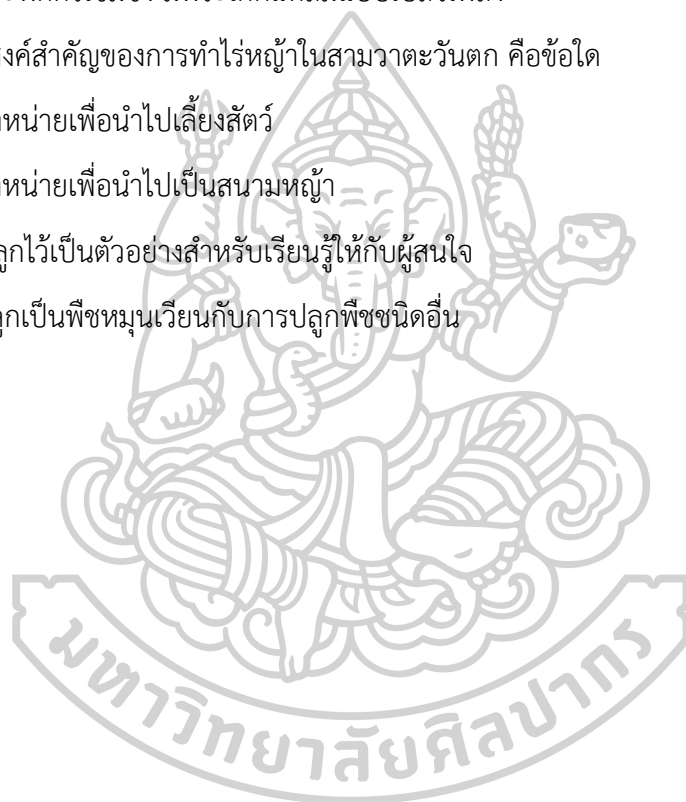 งค์สำคัญของการทำไร่หญ้าในสามวาตะวันตก คือข้อใด
หน่ายเพื่อนำไปเลี้ยงสัตว์
หน่ายเพื่อนำไปเป็นสนามหญ้า
ลูกไว้เป็นตัวอย่างสำหรับเรียนรู้ให้กับผู้สนใจ
ลูกเป็นพืชหมุนเวียนกับการปลูกพืชชนิดอื่น
มหาวิทยาลัยศิลปากร